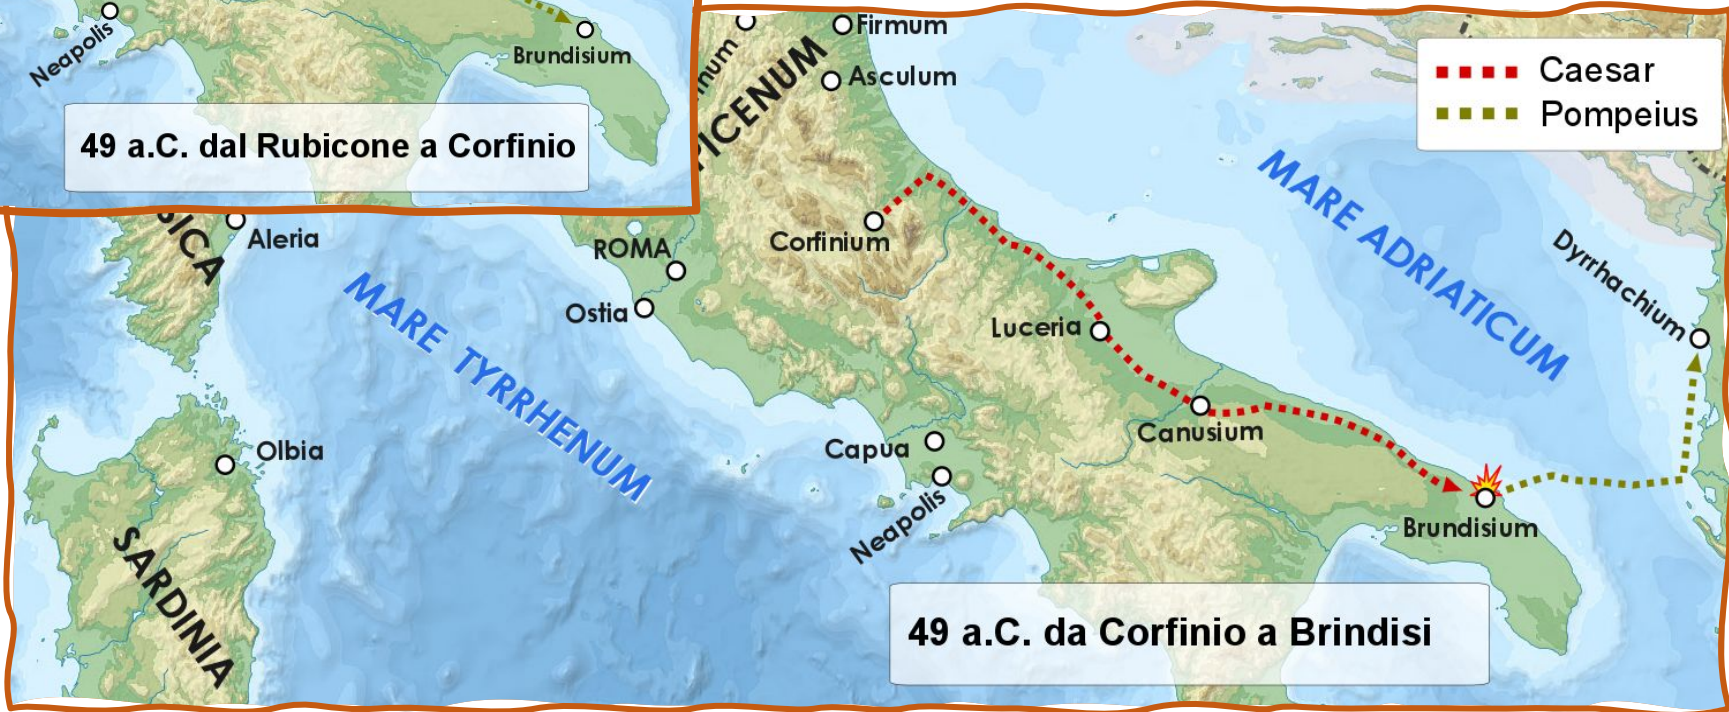 Neapolis
Brundisium
49 a.C. dal Rubicone a Corfinio
Firmum
Asculum
Caesar
Pompeius
MARE ADRIATICUM
Aleria
ROMA
Ostia
Corfinium
Dyrrhachium
MARE TYRRHENUM
Luceria
Canusium
Olbia
Capua
Neapolis
Brundisium
SARDINIA
49 a.C. da Corfinio a Brindisi